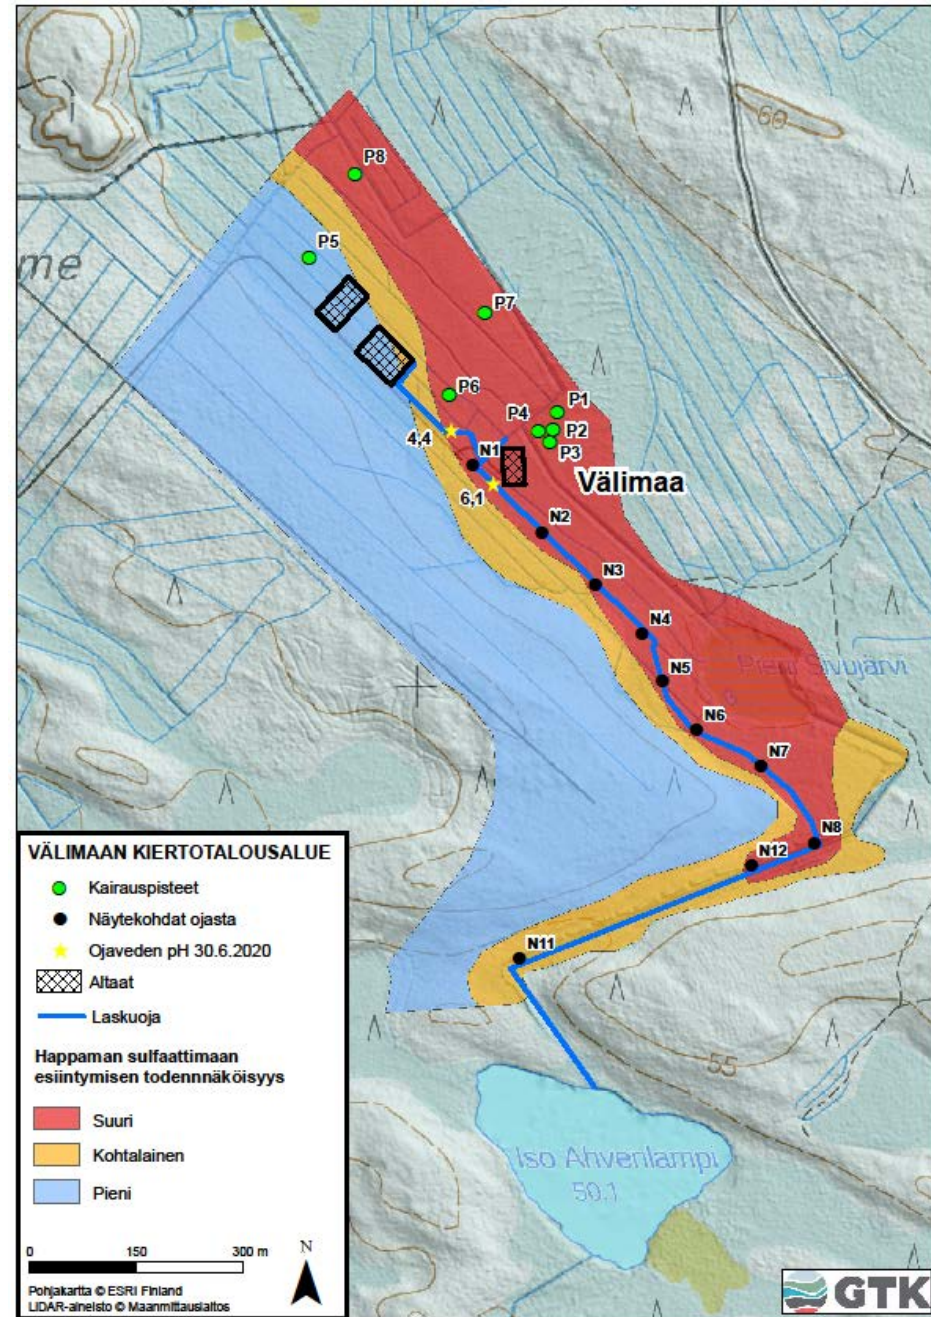 60
P8
P5
me
P7
P6
P1
P4
P2
4,4
P3
N1
Välimaa
6,1
N2
N3
N4
Pieni Sivujärvi
N5
N6
N7
N8
N12
N11
55
Iso Ahvenlampi
50.1
VÄLIMAAN KIERTOTALOUSALUE
Kairauspisteet
Näytekohdat ojasta
Ojaveden pH 30.6.2020
Altaat
Laskuoja
Happaman sulfaattimaan
esiintymisen todennnäköisyys
Suuri
Kohtalainen
Pieni
0 150 300 m
N
Pohjakartta © ESRI Finland
LIDAR-aineisto © Maanmittauslaitos
GTK